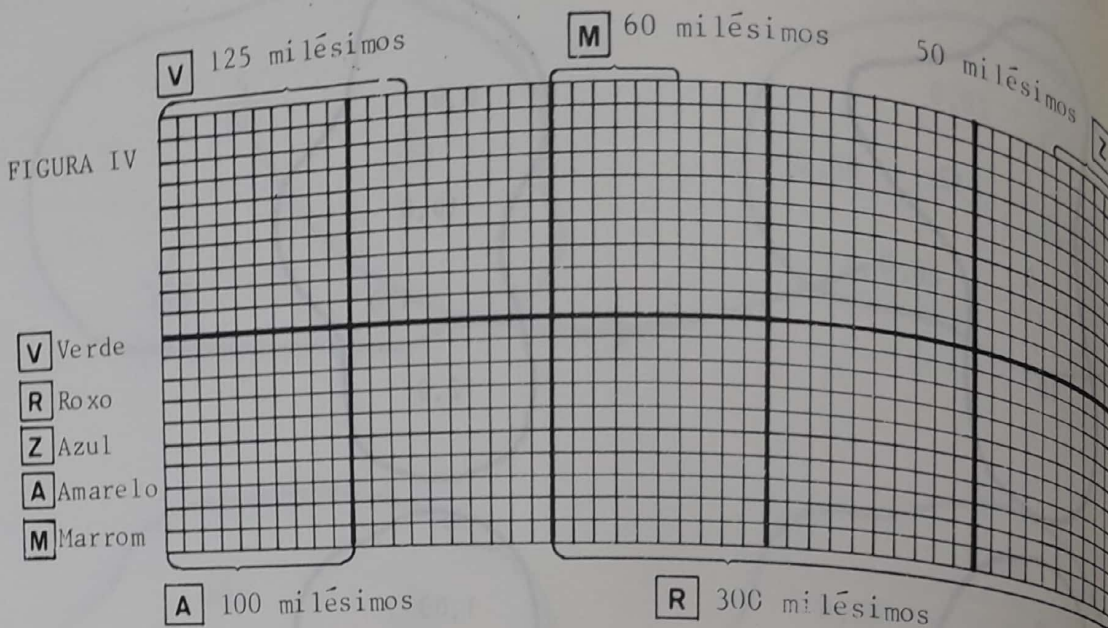 V 125 milésimos
M 60 milésimos
50 milésimos
Z
FIGURA IV
V Verde
R Roxo
Z Azul
A Amarelo
M Marrom
A 100 milésimos
R 300 milésimos